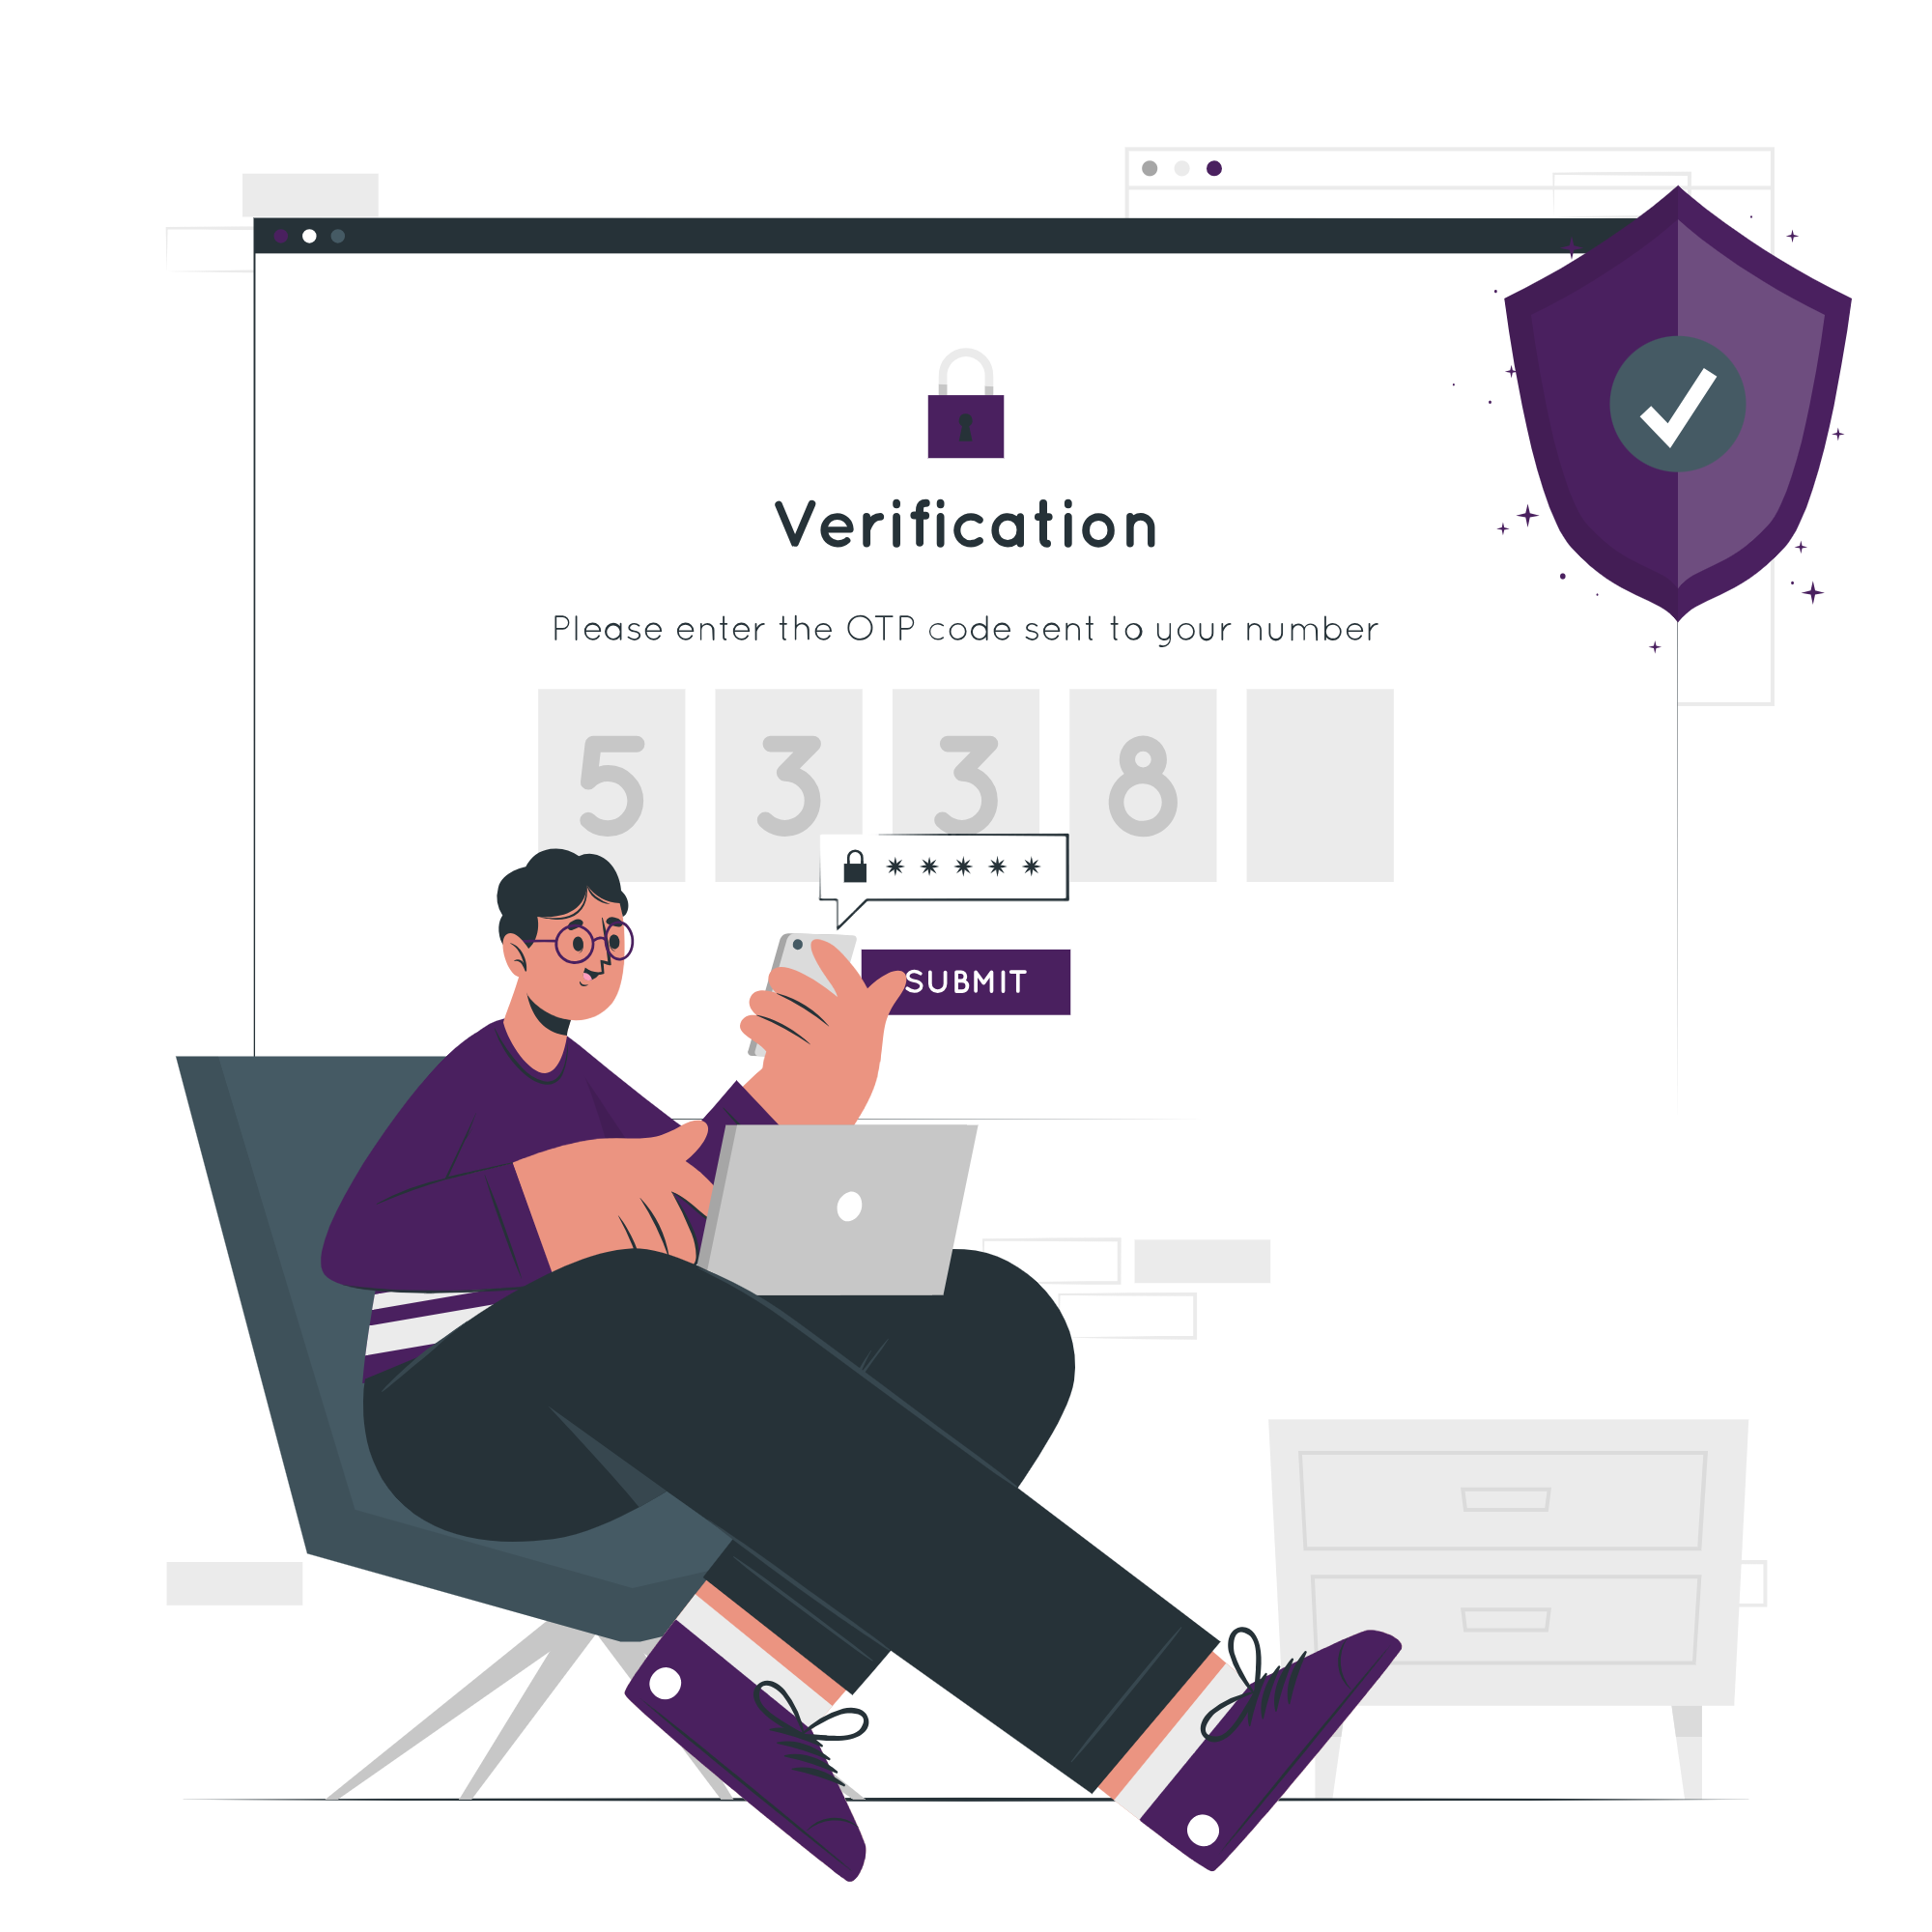 Verification
Please enter the OTP code sent to your number
5 3 3 8
* * * * *
SUBMIT